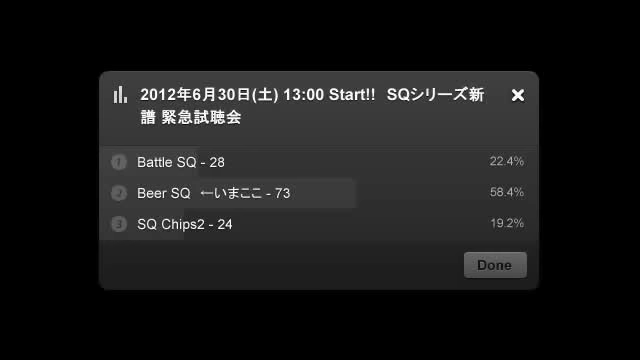 2012年6月30日(土) 13:00 Start!!　SQシリーズ新
譜 緊急試聴会
1 Battle SQ - 28 22.4%
2 Beer SQ　←いまここ - 73 58.4%
3 SQ Chips2 - 24 19.2%
Done